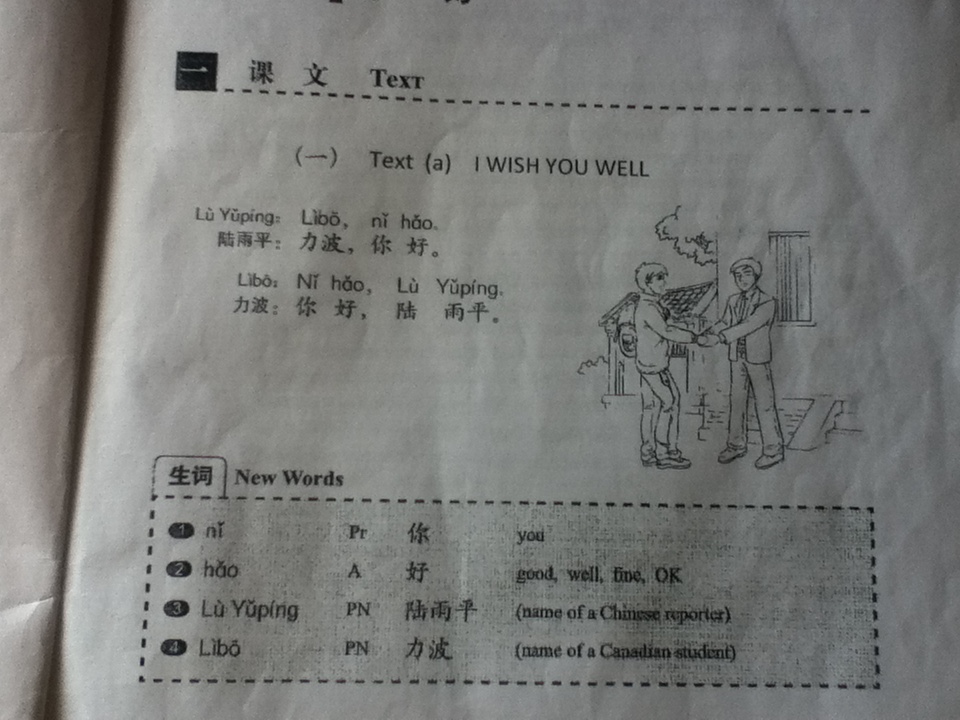 一 课 文 TEXT
（一） Text (a) I WISH YOU WELL
Lù Yǔpíng: Lìbō, nǐ hǎo.
陆雨平：力波，你 好。
Lìbō: Nǐ hǎo, Lù Yǔpíng.
力波：你 好，陆 雨平。
生词 New Words
1 nǐ Pr 你 you
2 hǎo A 好 good, well, fine, OK
3 Lù Yǔpíng PN 陆雨平 (name of a Chinese reporter)
4 Lìbō PN 力波 (name of a Canadian student)